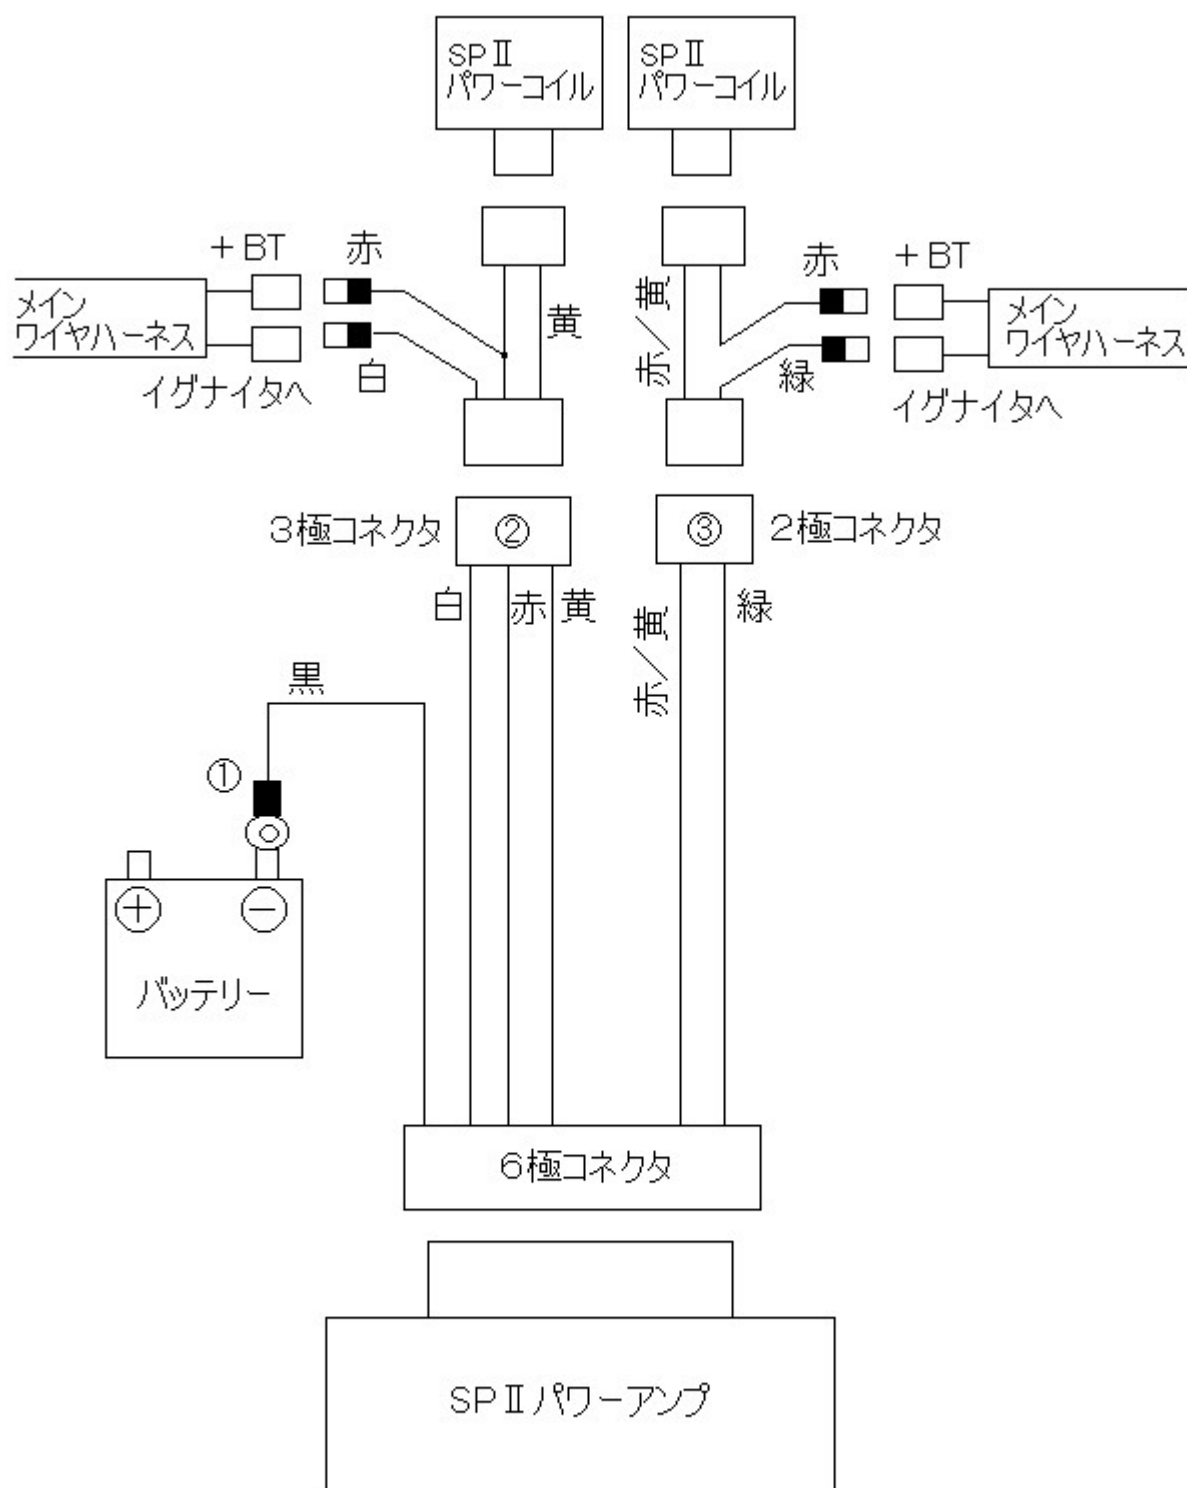 SPⅡ
パワーコイル
SPⅡ
パワーコイル
+BT
赤
メイン
ワイヤハーネス
白
イグナイタへ
黄
赤/黄
赤
+BT
メイン
ワイヤハーネス
緑
イグナイタへ
3極コネクタ
②
③
2極コネクタ
白
赤
黄
赤/黄
緑
黒
①
+
−
バッテリー
6極コネクタ
SPⅡパワーアンプ